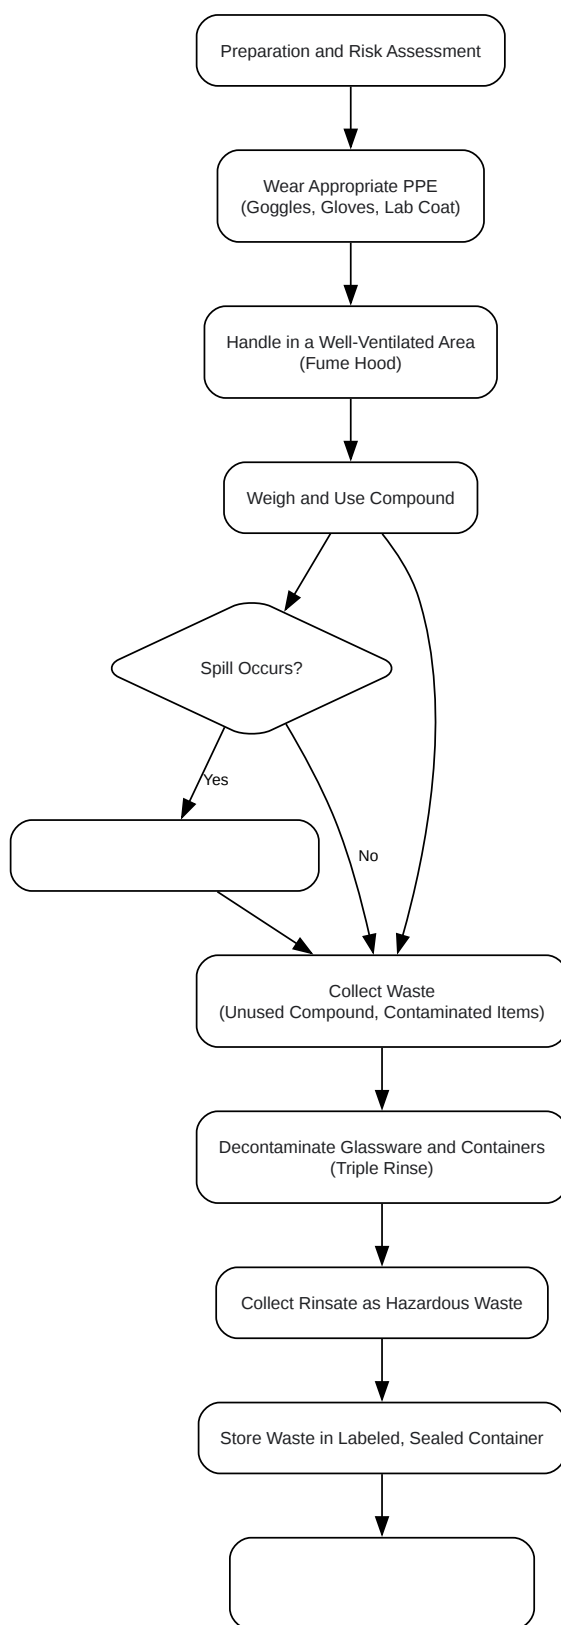 Preparation and Risk Assessment
Wear Appropriate PPE
(Goggles, Gloves, Lab Coat)
Handle in a Well-Ventilated Area
(Fume Hood)
Weigh and Use Compound
Spill Occurs?
Yes
No
Collect Waste
(Unused Compound, Contaminated Items)
Decontaminate Glassware and Containers
(Triple Rinse)
Collect Rinsate as Hazardous Waste
Store Waste in Labeled, Sealed Container